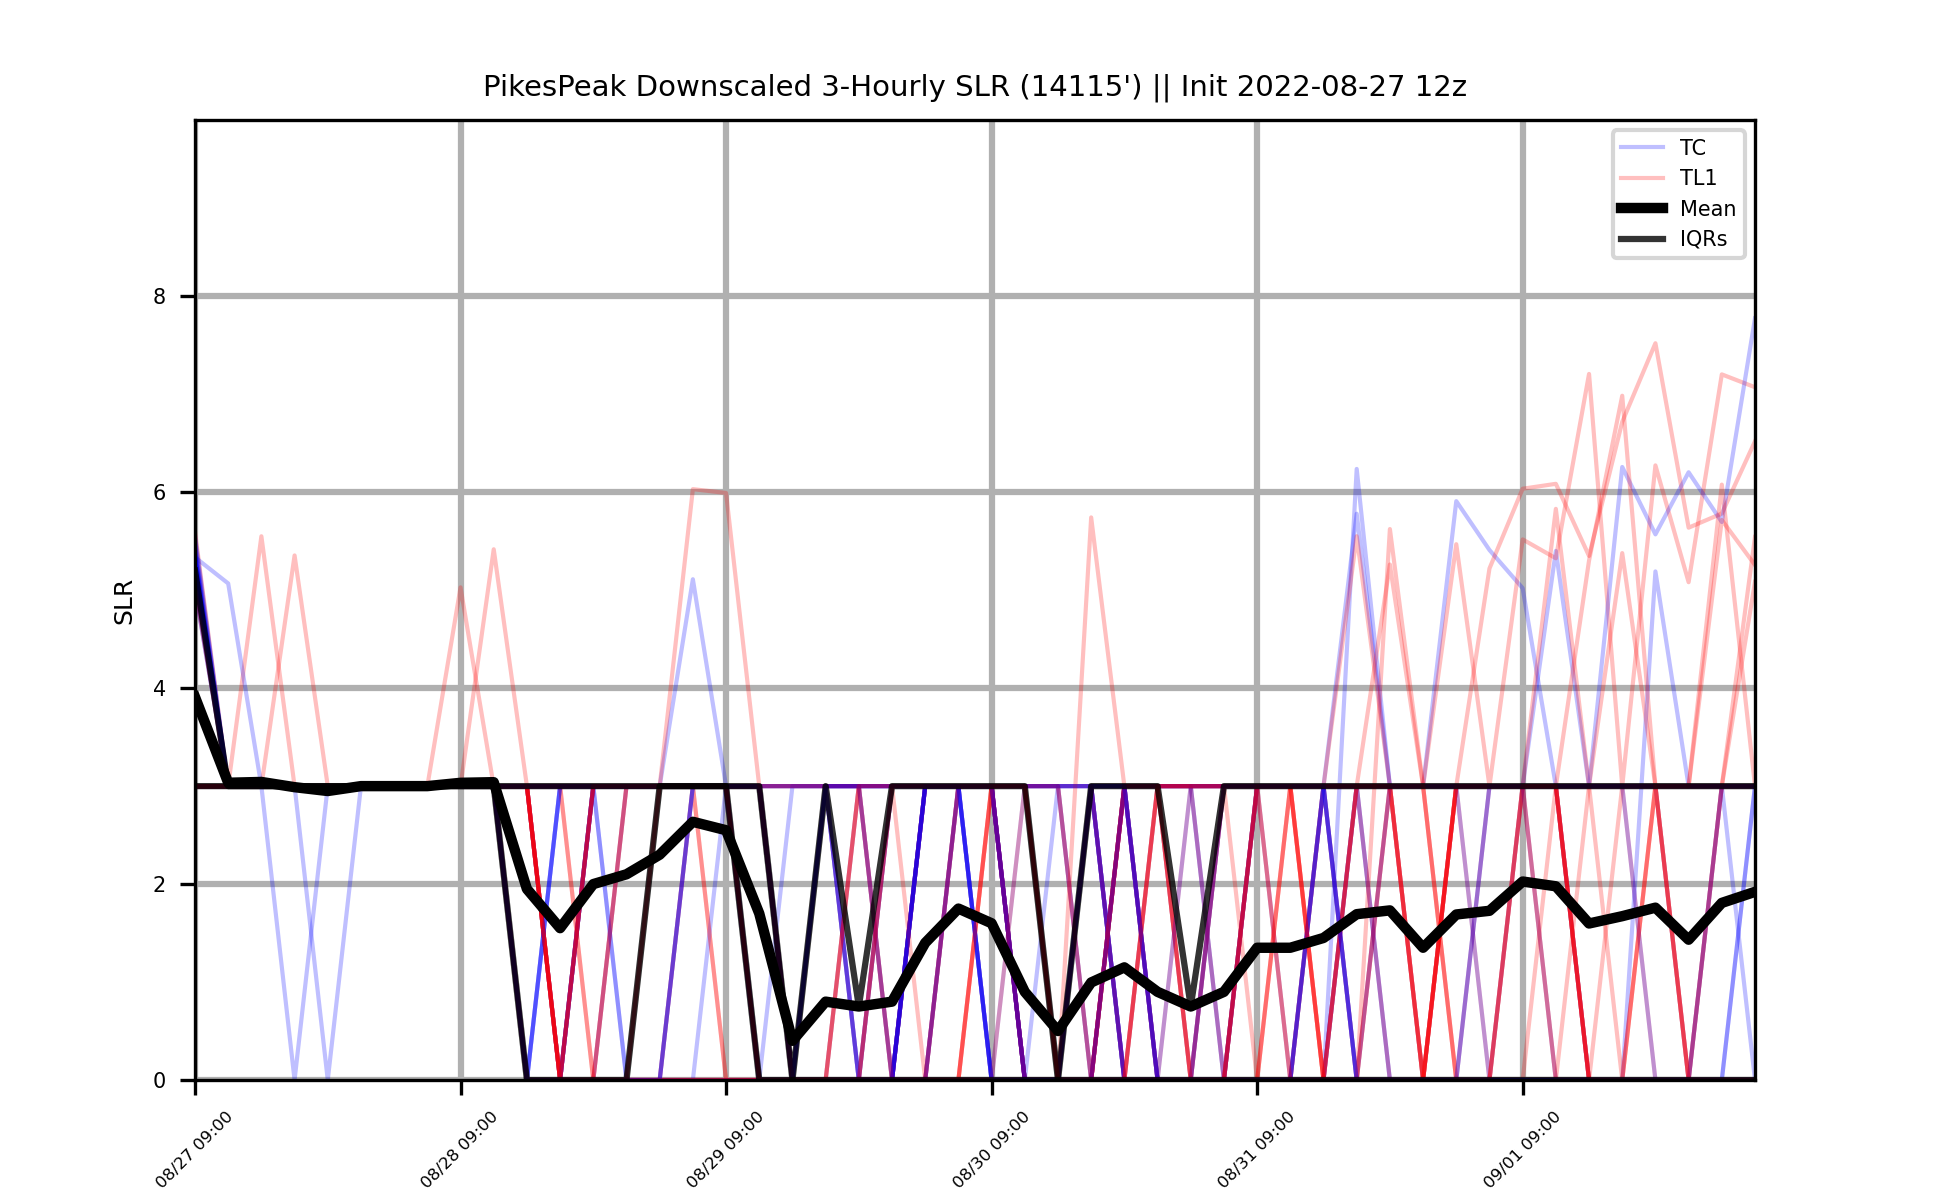 PikesPeak Downscaled 3-Hourly SLR (14115') || Init 2022-08-27 12z
TC
TL1
Mean
IQRs
SLR
8
6
4
2
0
08/27 09:00
08/28 09:00
08/29 09:00
08/30 09:00
08/31 09:00
09/01 09:00